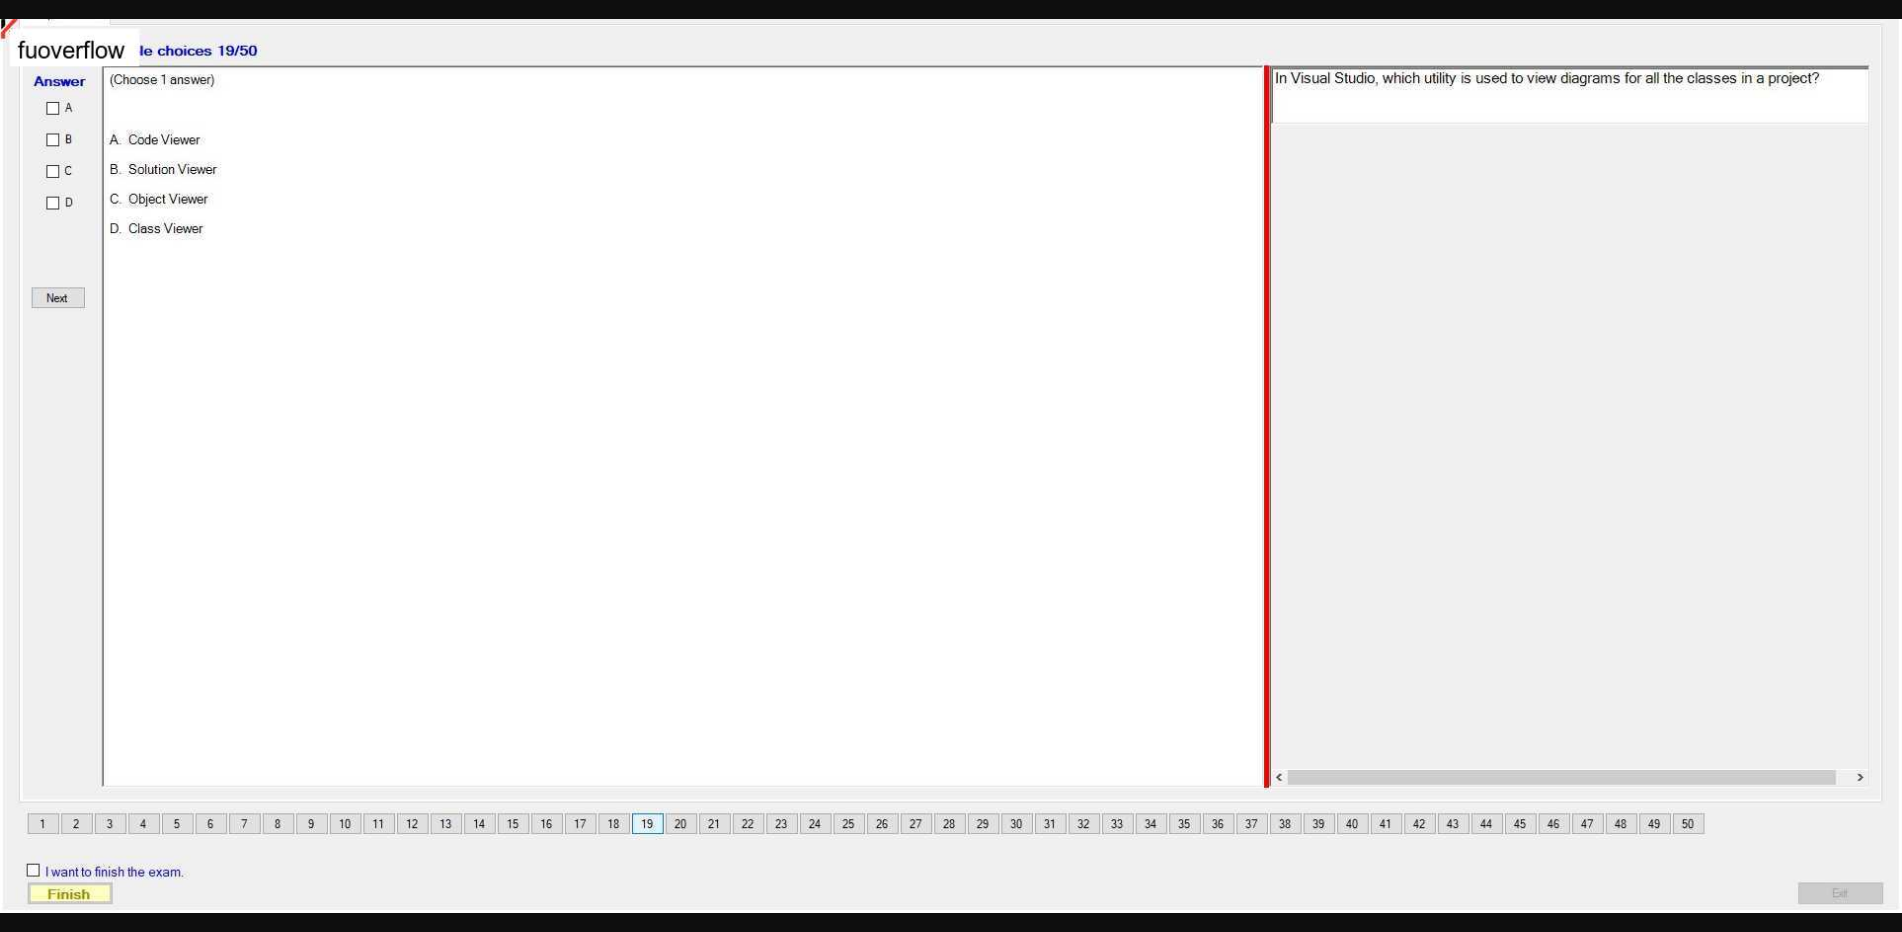 fuoverflow le choices 19/50
Answer
A
B
C
D
Next
(Choose 1 answer)
A. Code Viewer
B. Solution Viewer
C. Object Viewer
D. Class Viewer
In Visual Studio, which utility is used to view diagrams for all the classes in a project?
1 2 3 4 5 6 7 8 9 10 11 12 13 14 15 16 17 18 19 20 21 22 23 24 25 26 27 28 29 30 31 32 33 34 35 36 37 38 39 40 41 42 43 44 45 46 47 48 49 50
I want to finish the exam.
Finish
Exit